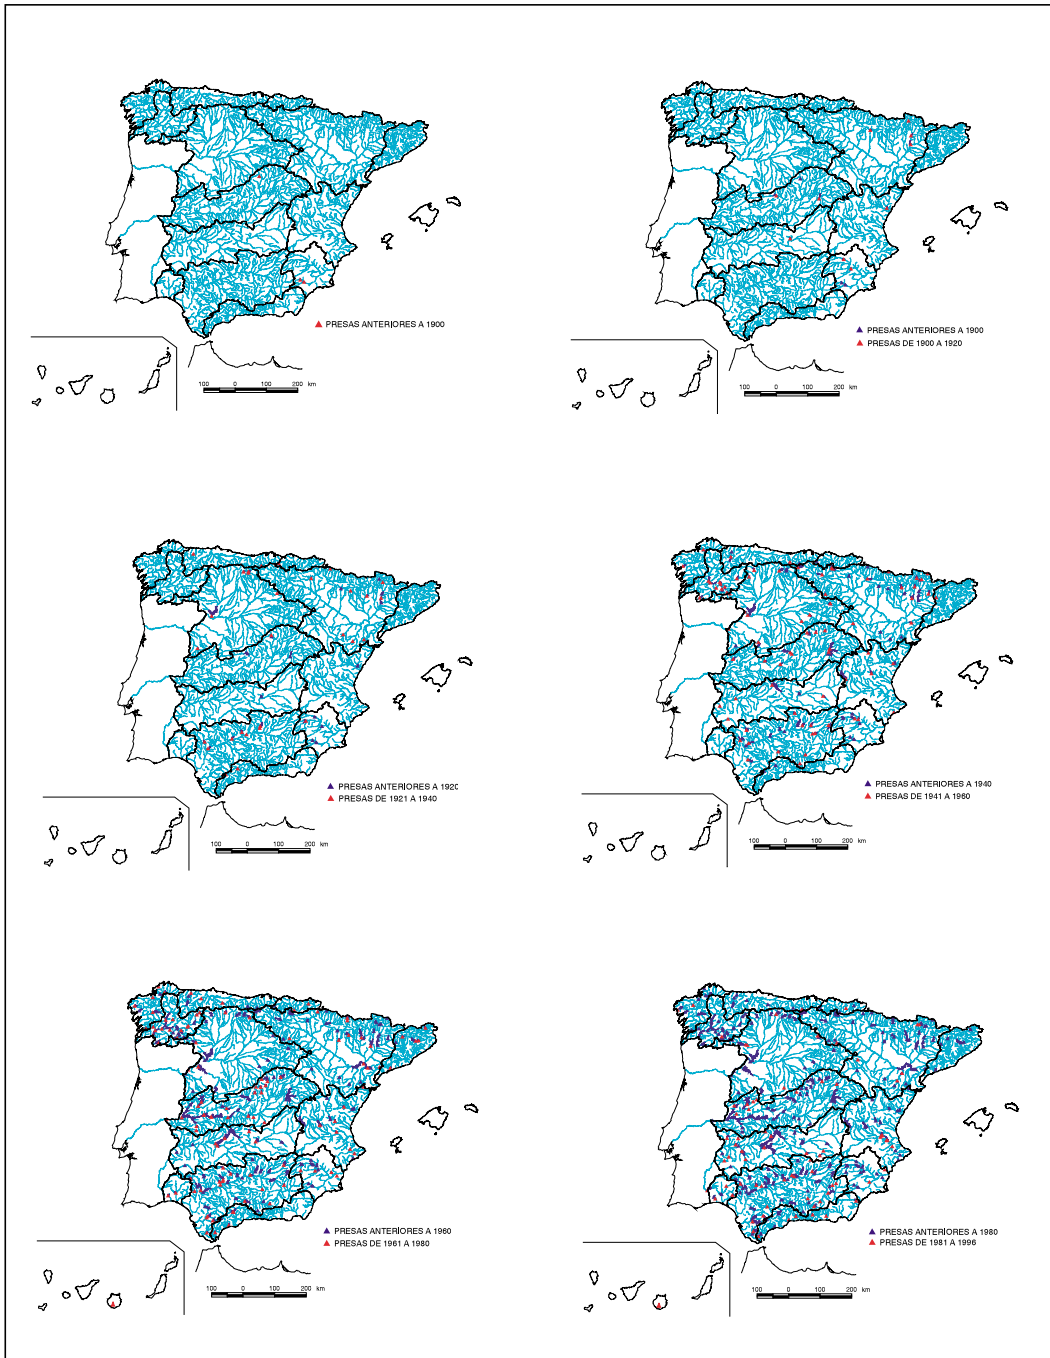 PRESAS ANTERIORES A 1900
100 0 100 200 km
PRESAS ANTERIORES A 1900
PRESAS DE 1900 A 1920
100 0 100 200 km
PRESAS ANTERIORES A 1920
PRESAS DE 1921 A 1940
100 0 100 200 km
PRESAS ANTERIORES A 1940
PRESAS DE 1941 A 1960
100 0 100 200 km
PRESAS ANTERÍORES A 1960
PRESAS DE 1961 A 1980
100 0 100 200 km
PRESAS ANTERÍORES A 1980
PRESAS DE 1981 A 1996
100 0 100 200 km